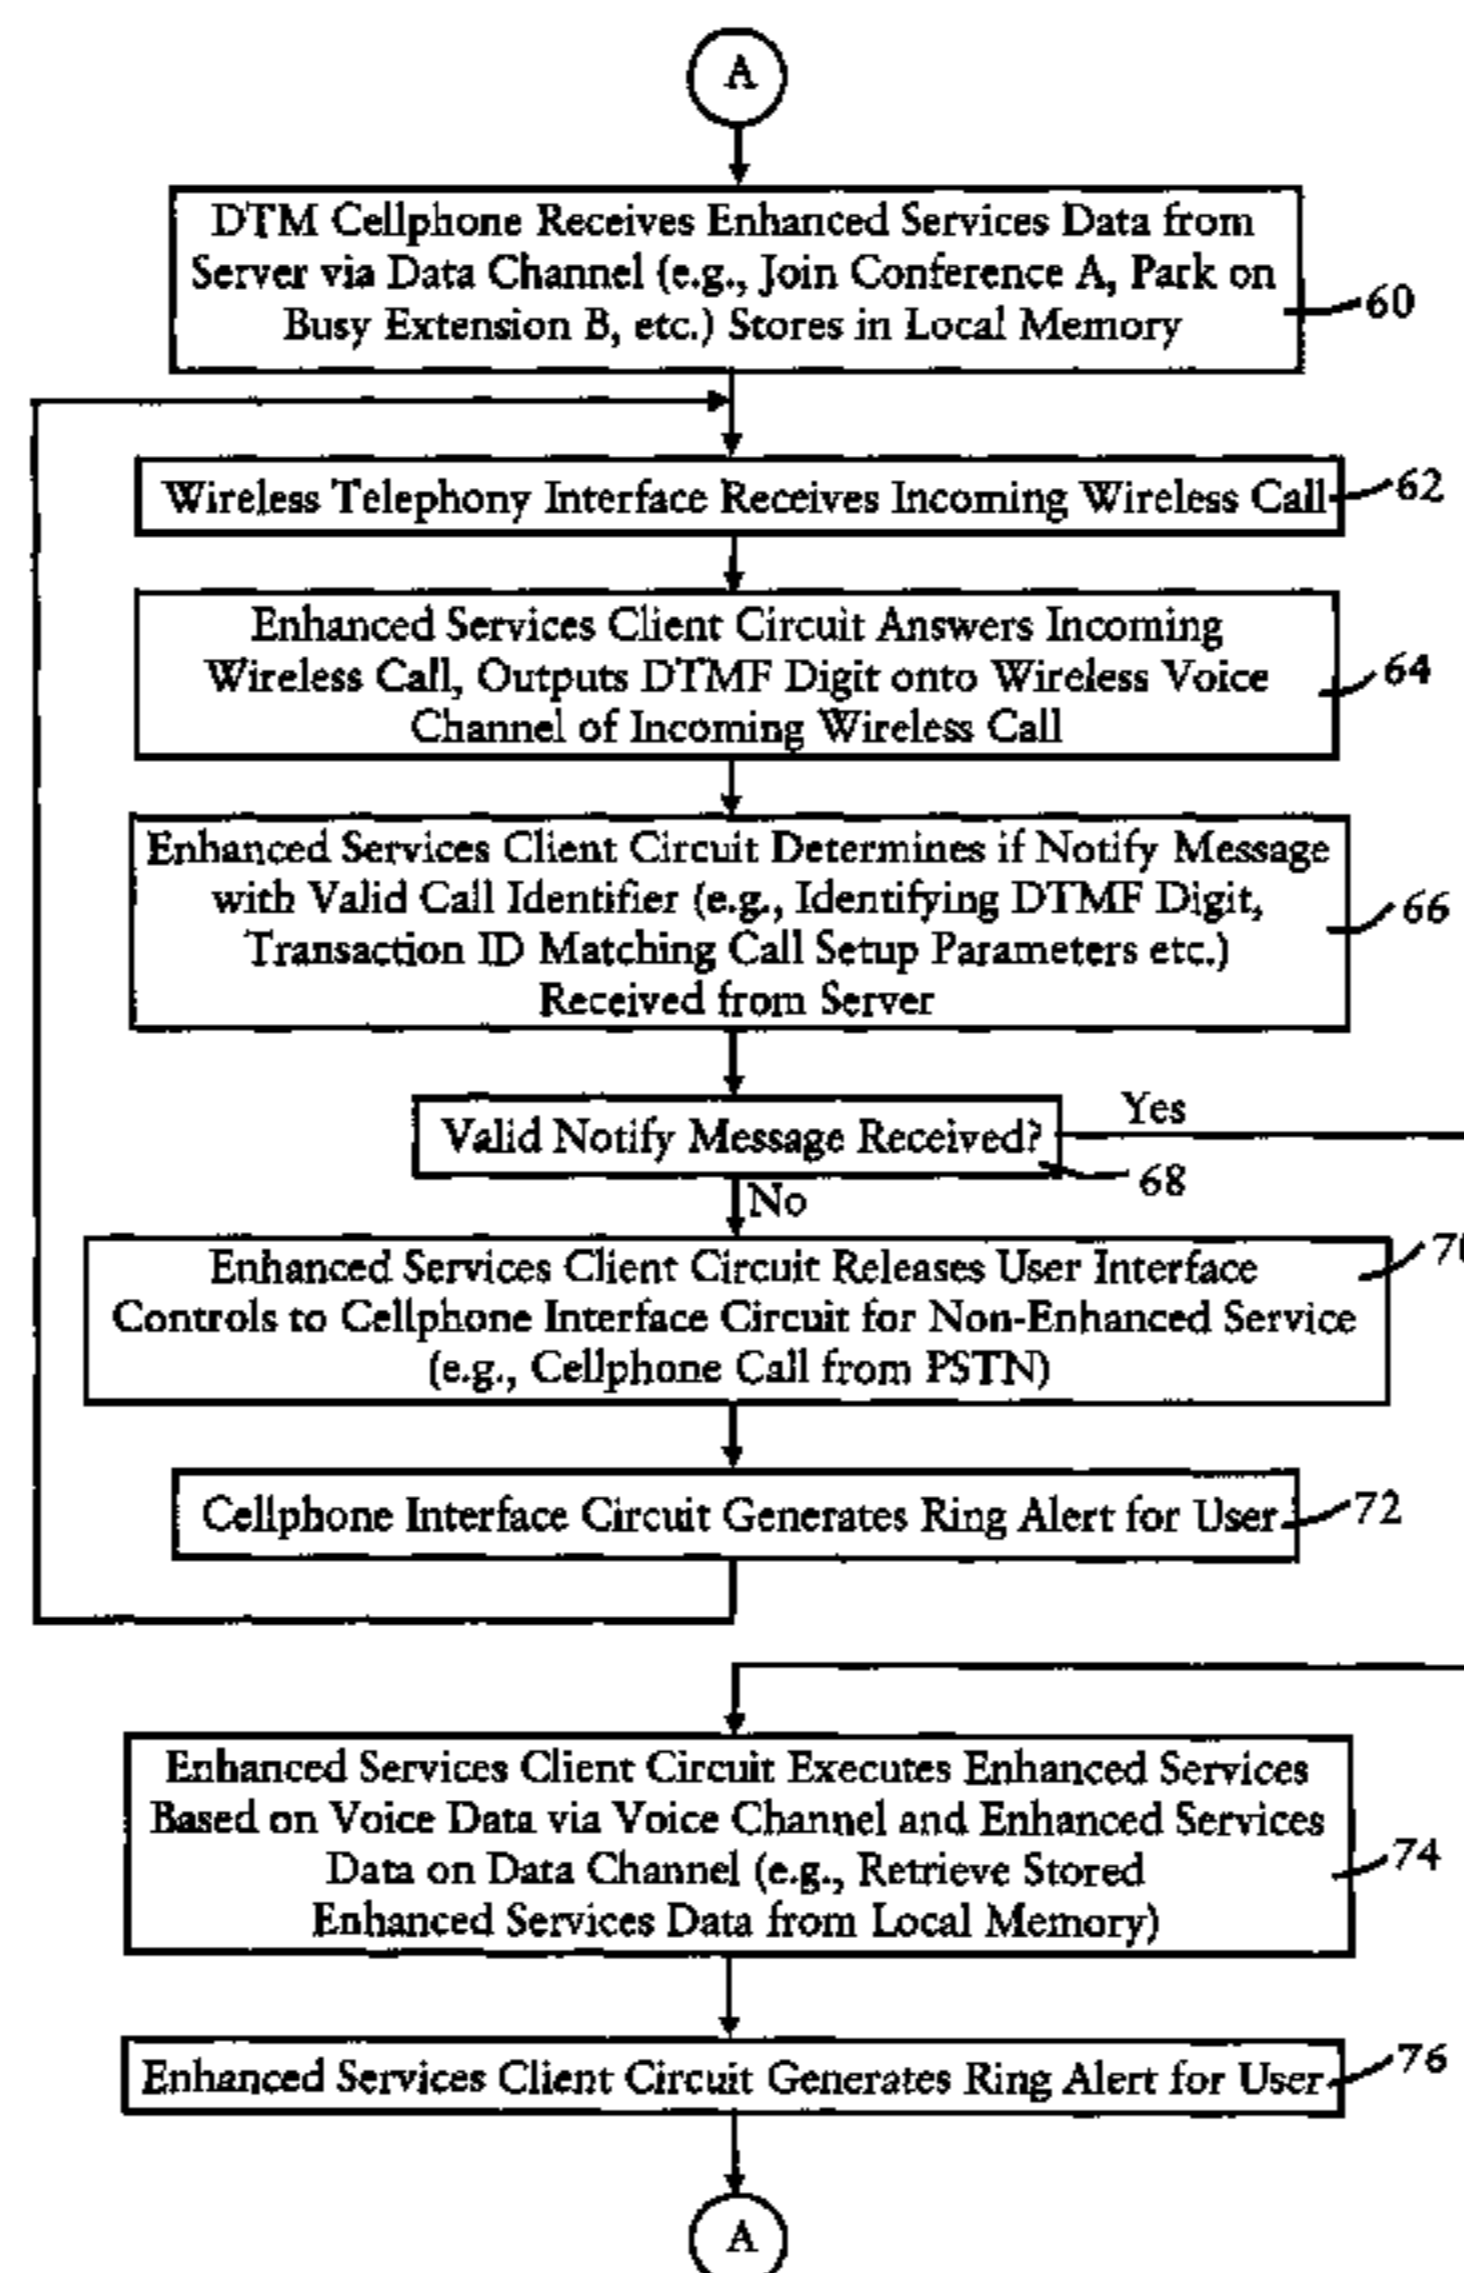 A
DTM Cellphone Receives Enhanced Services Data from
Server via Data Channel (e.g., Join Conference A, Park on
Busy Extension B, etc.) Stores in Local Memory
60
Wireless Telephony Interface Receives Incoming Wireless Call
62
Enhanced Services Client Circuit Answers Incoming
Wireless Call, Outputs DTMF Digit onto Wireless Voice
Channel of Incoming Wireless Call
64
Enhanced Services Client Circuit Determines if Notify Message
with Valid Call Identifier (e.g., Identifying DTMF Digit,
Transaction ID Matching Call Setup Parameters etc.)
Received from Server
66
Valid Notify Message Received?
Yes
68
No
Enhanced Services Client Circuit Releases User Interface
Controls to Cellphone Interface Circuit for Non-Enhanced Service
(e.g., Cellphone Call from PSTN)
70
Cellphone Interface Circuit Generates Ring Alert for User
72
Enhanced Services Client Circuit Executes Enhanced Services
Based on Voice Data via Voice Channel and Enhanced Services
Data on Data Channel (e.g., Retrieve Stored
Enhanced Services Data from Local Memory)
74
Enhanced Services Client Circuit Generates Ring Alert for User
76
A